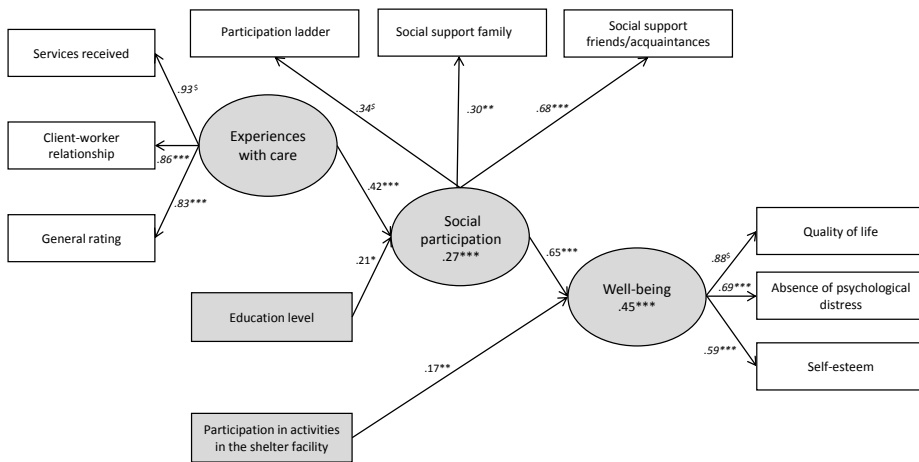 Participation ladder
Social support family
Social support
friends/acquaintances
Services received
.93$
.34$
.30**
.68***
Client-worker
relationship
.86***
Experiences
with care
.83***
.42***
General rating
Social
participation
.27***
.21*
.65***
Quality of life
.88$
Education level
Well-being
.45***
.69***
Absence of psychological
distress
.59***
Self-esteem
.17**
Participation in activities
in the shelter facility